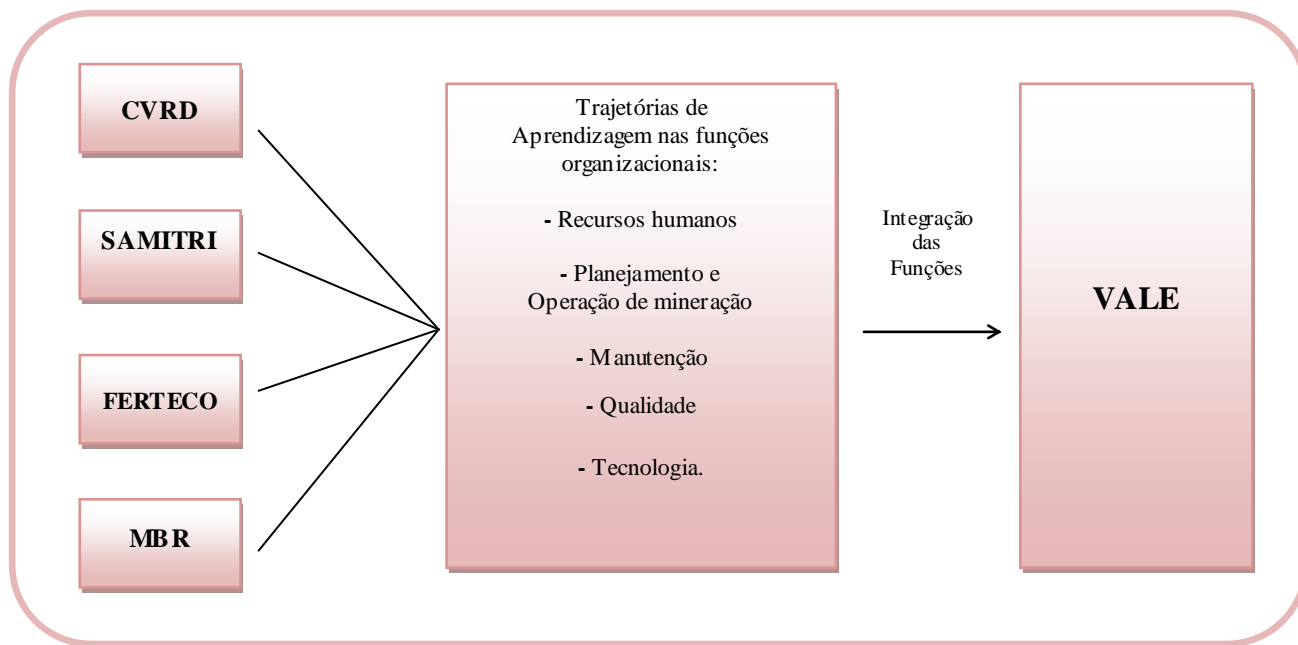 CVRD
SAMITRI
FERTECO
MBR
Trajetórias de
Aprendizagem nas funções
organizacionais:
- Recursos humanos
- Planejamento e
Operação de mineração
- Manutenção
- Qualidade
- Tecnologia.
Integração
das
Funções
VALE